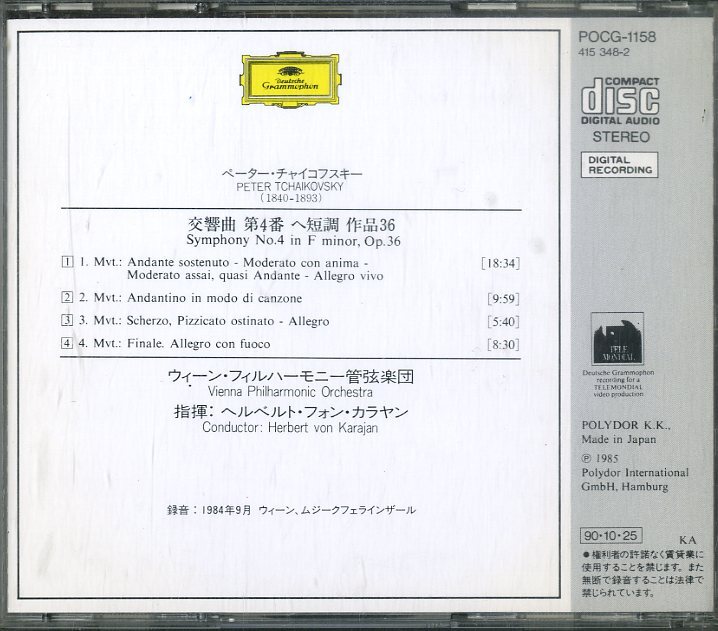 Deutsche
Grammophon
ペーター・チャイコフスキー
PETER TCHAIKOVSKY
(1840-1893)
交響曲 第4番 ヘ短調 作品36
Symphony No.4 in F minor, Op.36
1 1. Mvt.: Andante sostenuto - Moderato con anima - [18:34]
Moderato assai, quasi Andante - Allegro vivo
2 2. Mvt.: Andantino in modo di canzone [9:59]
3 3. Mvt.: Scherzo, Pizzicato ostinato - Allegro [5:40]
4 4. Mvt.: Finale. Allegro con fuoco [8:30]
ウィーン・フィルハーモニー管弦楽団
Vienna Philharmonic Orchestra
指揮：ヘルベルト・フォン・カラヤン
Conductor: Herbert von Karajan
録音：1984年9月 ウィーン、ムジークフェラインザール
POCG-1158
415 348-2
COMPACT
disc
DIGITAL AUDIO
STEREO
DIGITAL
RECORDING
TELE
MONDIAL
Deutsche Grammophon
recording for a
TELEMONDIAL
video production
POLYDOR K.K.,
Made in Japan
℗ 1985
Polydor International
GmbH, Hamburg
90・10・25
KA
●権利者の許諾なく賃貸業に
使用することを禁じます。また
無断で録音することは法律で
禁じられています。